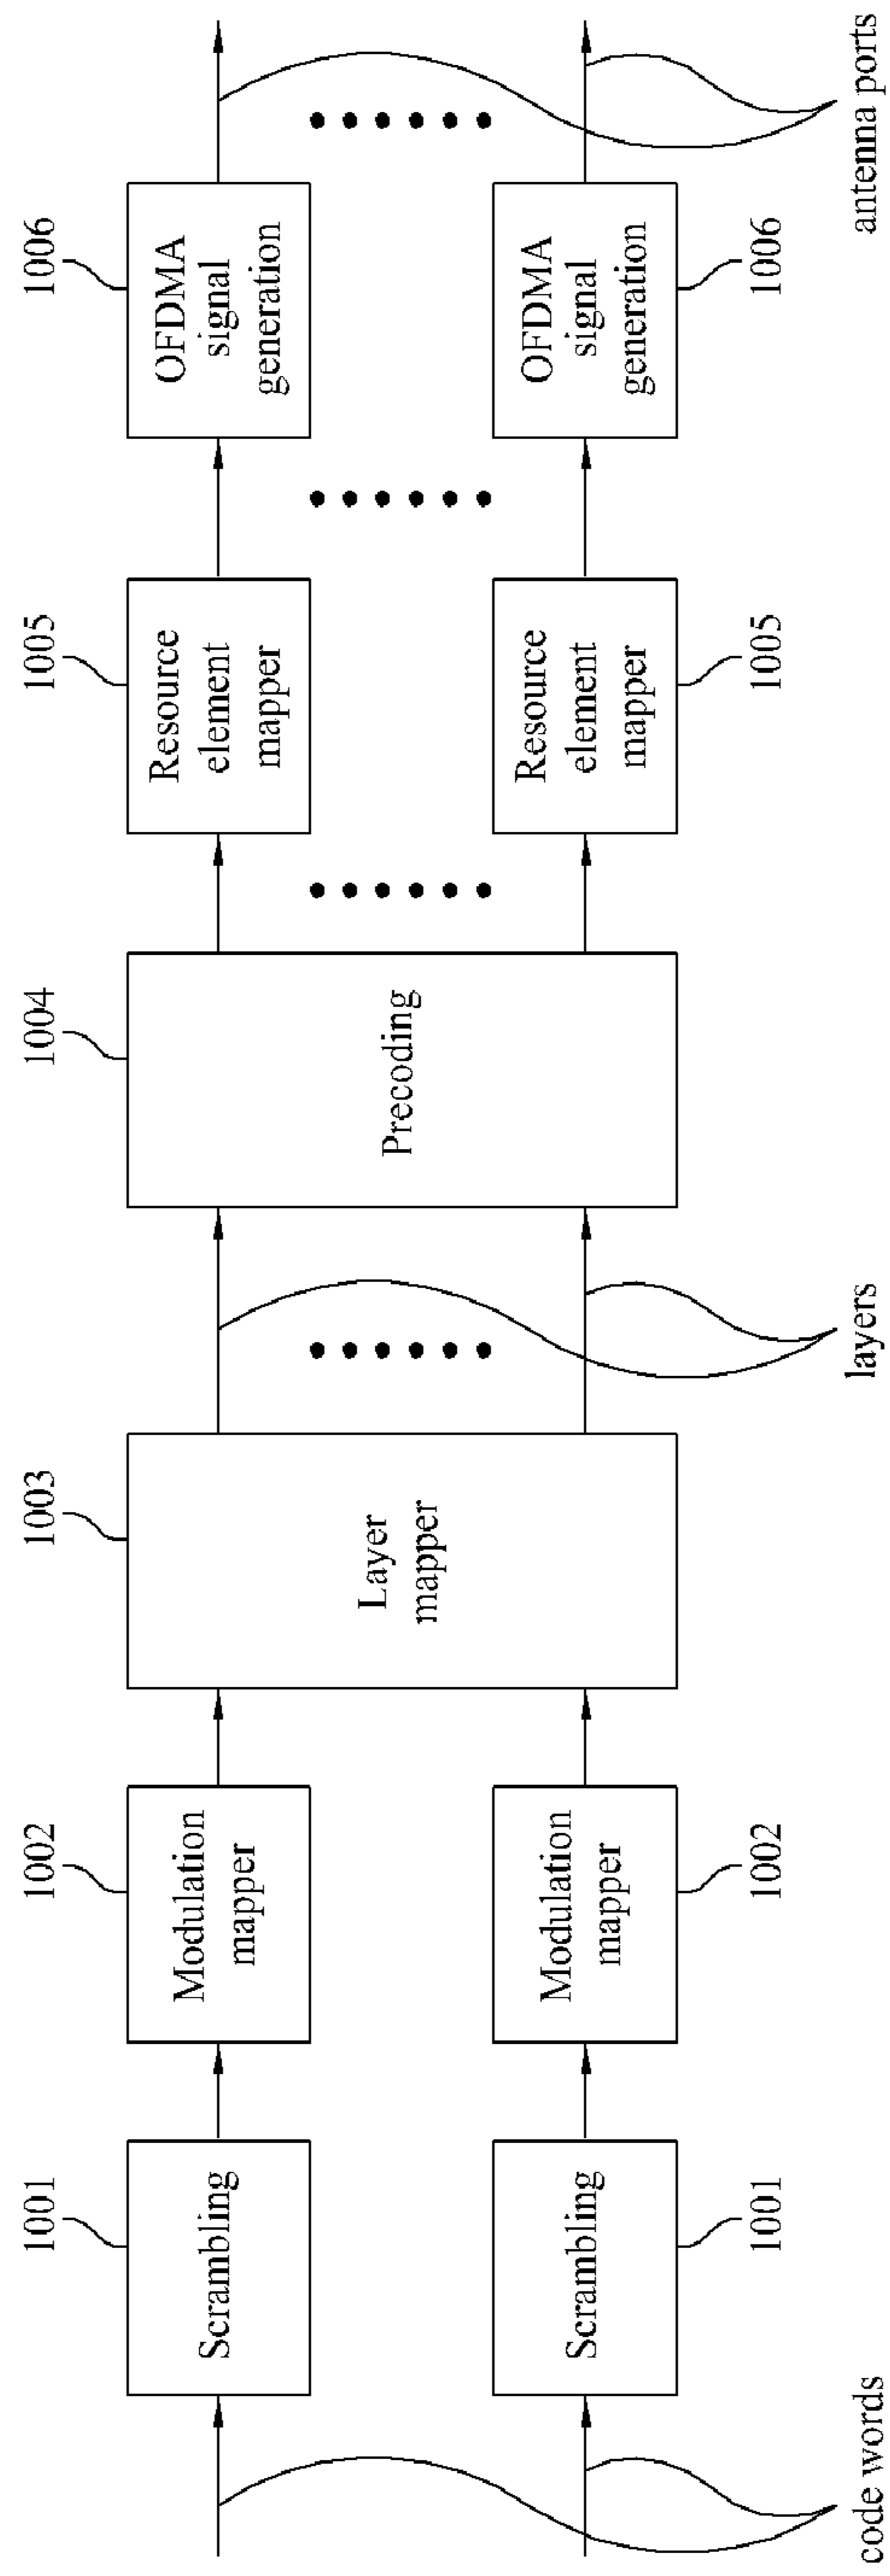 1001
1002
1003
1004
1005
1006
Scrambling
Modulation
mapper
Layer
mapper
Precoding
Resource
element
mapper
OFDMA
signal
generation
Scrambling
Modulation
mapper
Resource
element
mapper
OFDMA
signal
generation
1001
1002
1005
1006
code words
layers
antenna ports